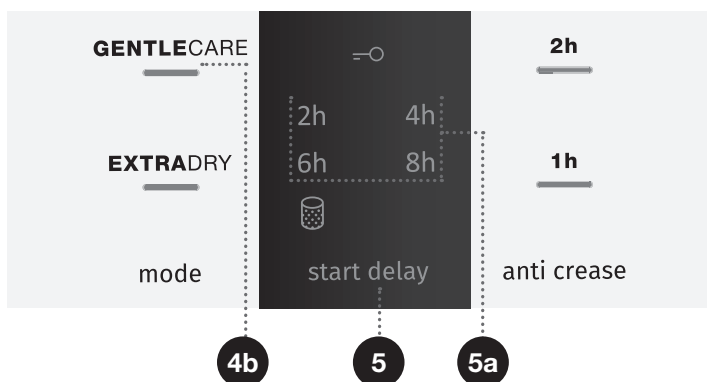 GENTLECARE
2h
2h 4h
EXTRADRY
6h 8h
1h
mode
start delay
anti crease
4b
5
5a